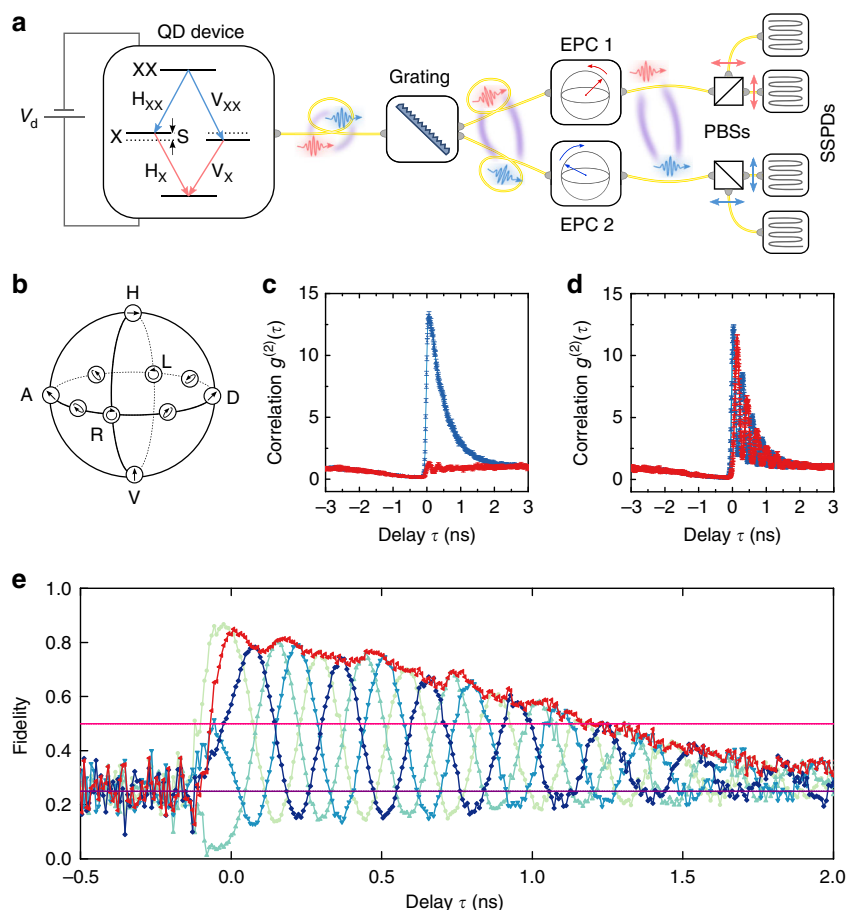 a
QD device
EPC 1
XX
Grating
H_XX
V_XX
V_d
X
S
PBSs
SSPDs
H_X
V_X
EPC 2
b
c
d
H
L
A
D
R
V
15
10
5
0
Correlation g^(2)(τ)
−3 −2 −1 0 1 2 3
Delay τ (ns)
15
10
5
0
Correlation g^(2)(τ)
−3 −2 −1 0 1 2 3
Delay τ (ns)
e
1.0
0.8
0.6
0.4
0.2
0.0
Fidelity
−0.5 0.0 0.5 1.0 1.5 2.0
Delay τ (ns)